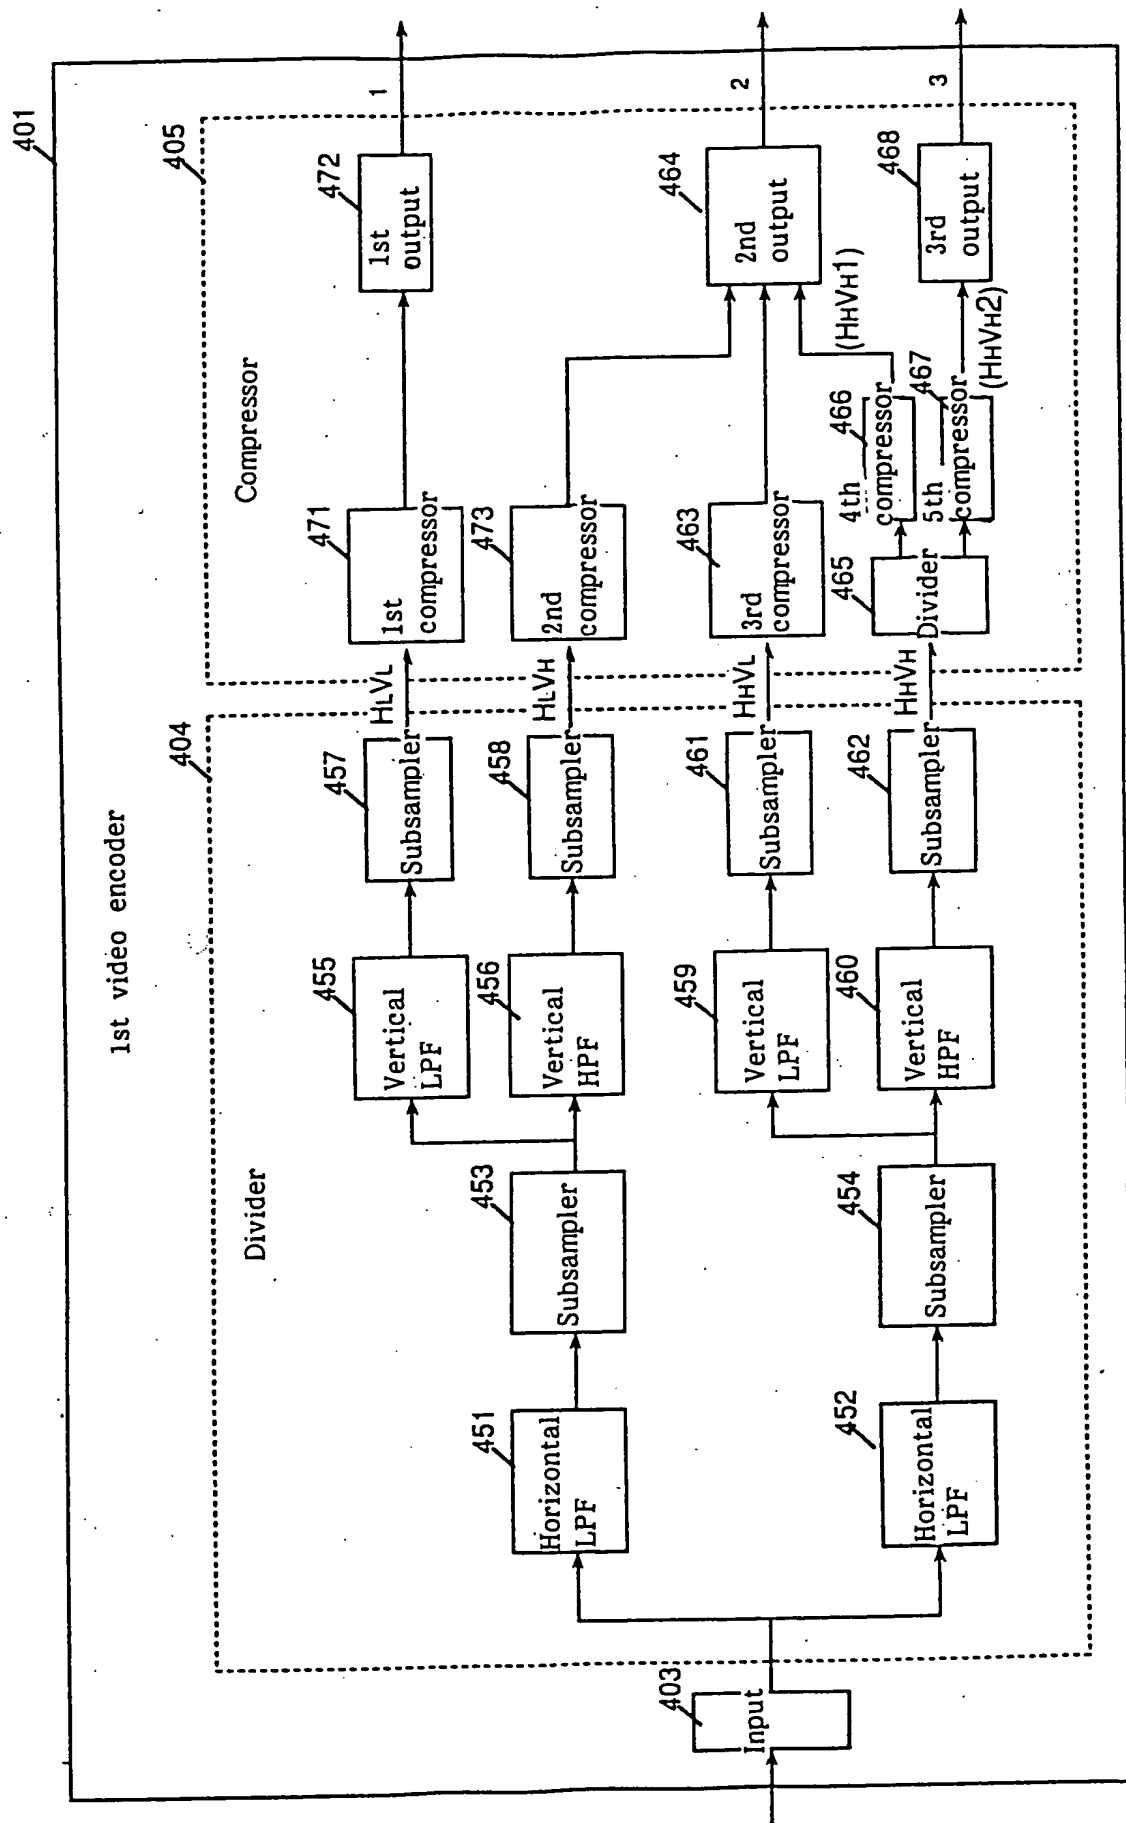 401
1st video encoder
404
Divider
405
Compressor
403
Input
451
Horizontal
LPF
453
Subsampler
455
Vertical
LPF
457
Subsampler
HLVL
471
1st
compressor
472
1st
output
1
456
Vertical
HPF
458
Subsampler
HLVH
473
2nd
compressor
464
2nd
output
2
452
Horizontal
LPF
454
Subsampler
459
Vertical
LPF
461
Subsampler
HHVL
463
3rd
compressor
460
Vertical
HPF
462
Subsampler
HHVH
465
Divider
466
4th
compressor
(HHVH1)
467
5th
compressor
(HHVH2)
468
3rd
output
3